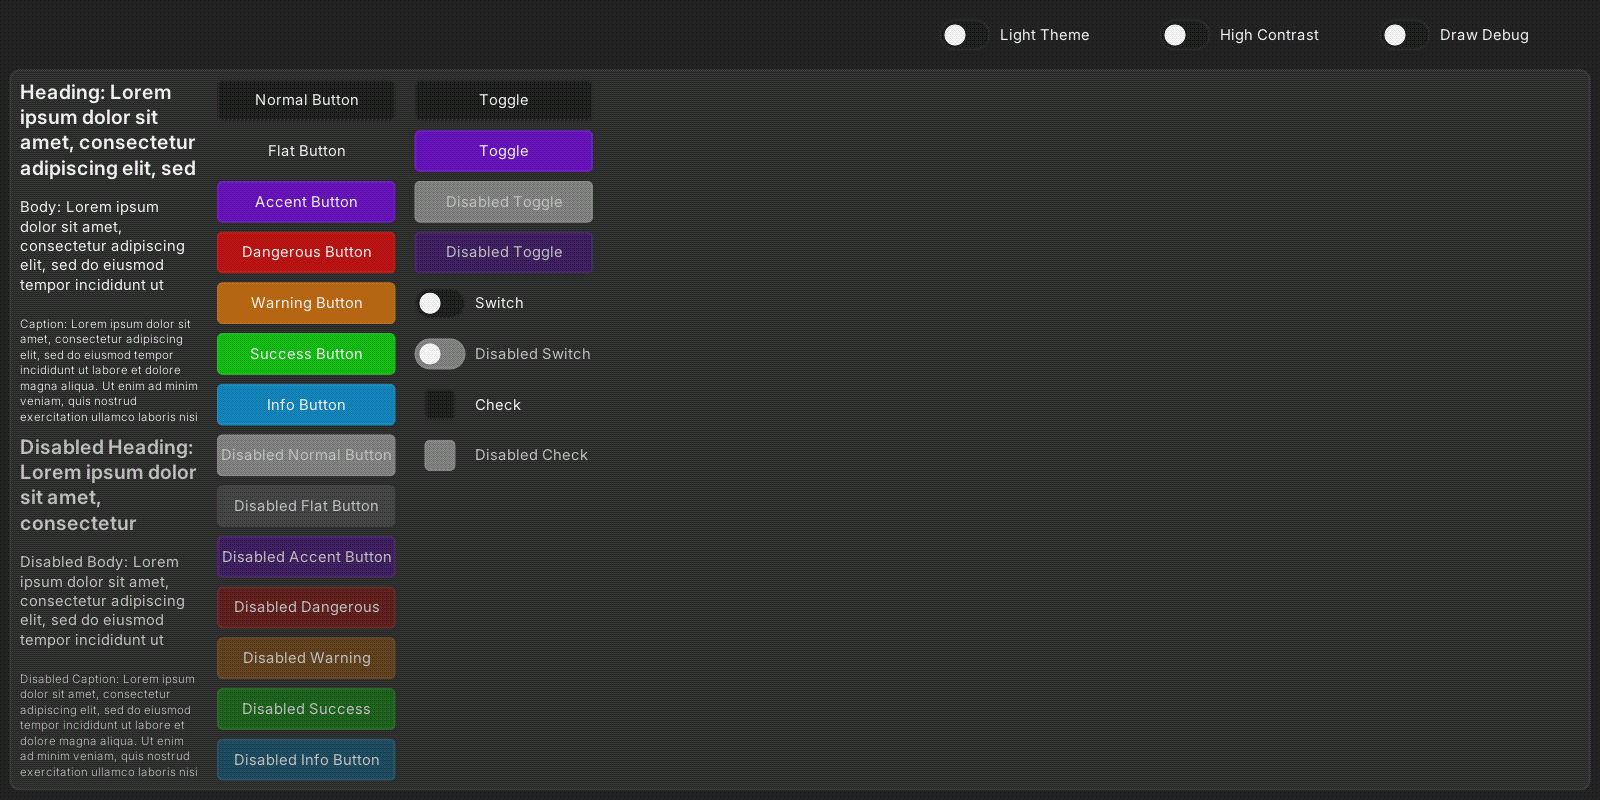 Light Theme
High Contrast
Draw Debug
Heading: Lorem
ipsum dolor sit
amet, consectetur
adipiscing elit, sed
Body: Lorem ipsum
dolor sit amet,
consectetur adipiscing
elit, sed do eiusmod
tempor incididunt ut
Caption: Lorem ipsum dolor sit
amet, consectetur adipiscing
elit, sed do eiusmod tempor
incididunt ut labore et dolore
magna aliqua. Ut enim ad minim
veniam, quis nostrud
exercitation ullamco laboris nisi
Disabled Heading:
Lorem ipsum dolor
sit amet,
consectetur
Disabled Body: Lorem
ipsum dolor sit amet,
consectetur adipiscing
elit, sed do eiusmod
tempor incididunt ut
Disabled Caption: Lorem ipsum
dolor sit amet, consectetur
adipiscing elit, sed do eiusmod
tempor incididunt ut labore et
dolore magna aliqua. Ut enim
ad minim veniam, quis nostrud
exercitation ullamco laboris nisi
Normal Button
Flat Button
Accent Button
Dangerous Button
Warning Button
Success Button
Info Button
Disabled Normal Button
Disabled Flat Button
Disabled Accent Button
Disabled Dangerous
Disabled Warning
Disabled Success
Disabled Info Button
Toggle
Toggle
Disabled Toggle
Disabled Toggle
Switch
Disabled Switch
Check
Disabled Check